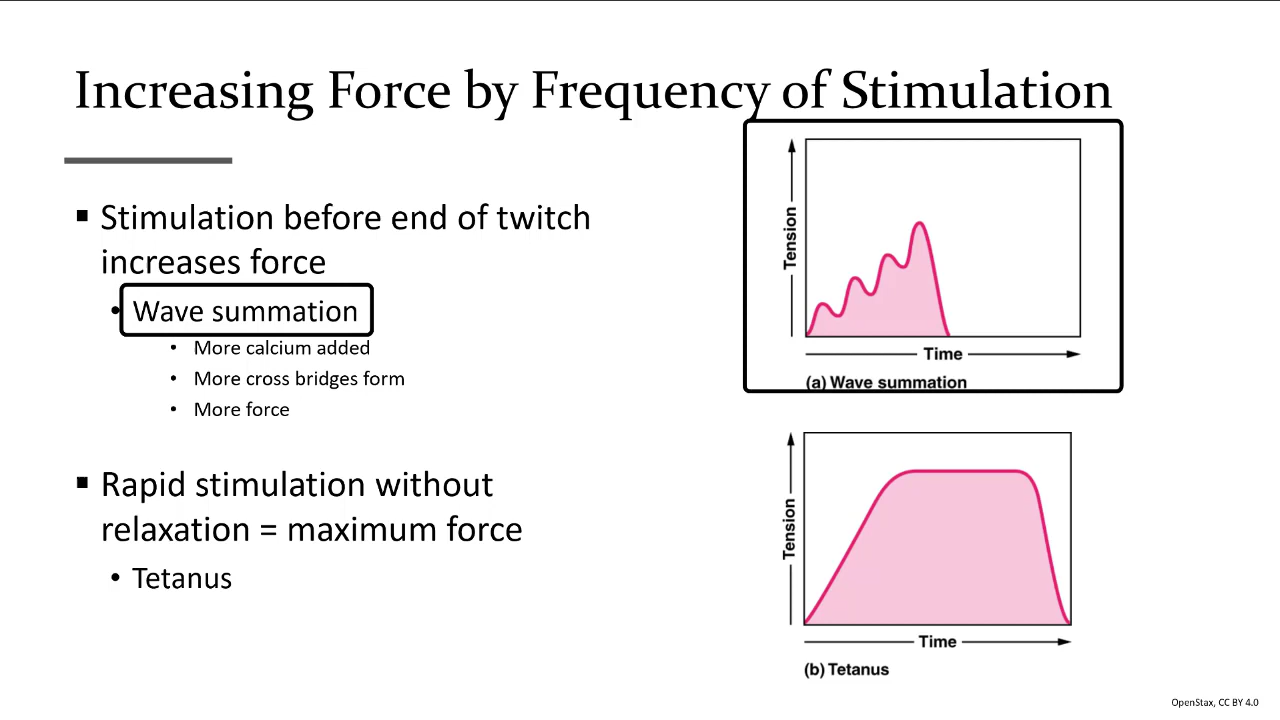 Increasing Force by Frequency of Stimulation
▪ Stimulation before end of twitch
increases force
• Wave summation
• More calcium added
• More cross bridges form
• More force
▪ Rapid stimulation without
relaxation = maximum force
• Tetanus
Tension
Time
(a) Wave summation
Tension
Time
(b) Tetanus
OpenStax, CC BY 4.0